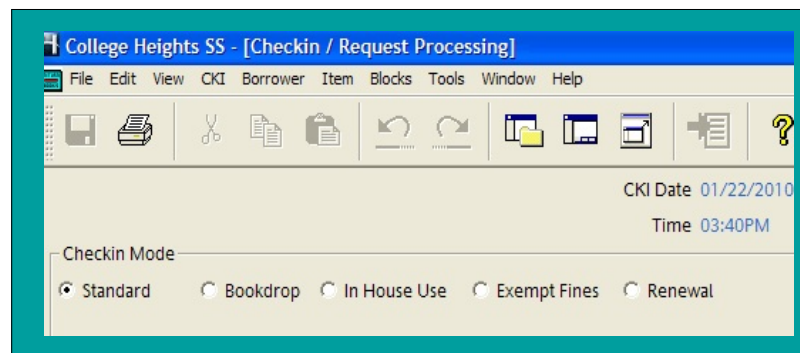 College Heights SS - [Checkin / Request Processing]
File Edit View CKI Borrower Item Blocks Tools Window Help
CKI Date 01/22/2010
Time 03:40PM
Checkin Mode
Standard Bookdrop In House Use Exempt Fines Renewal